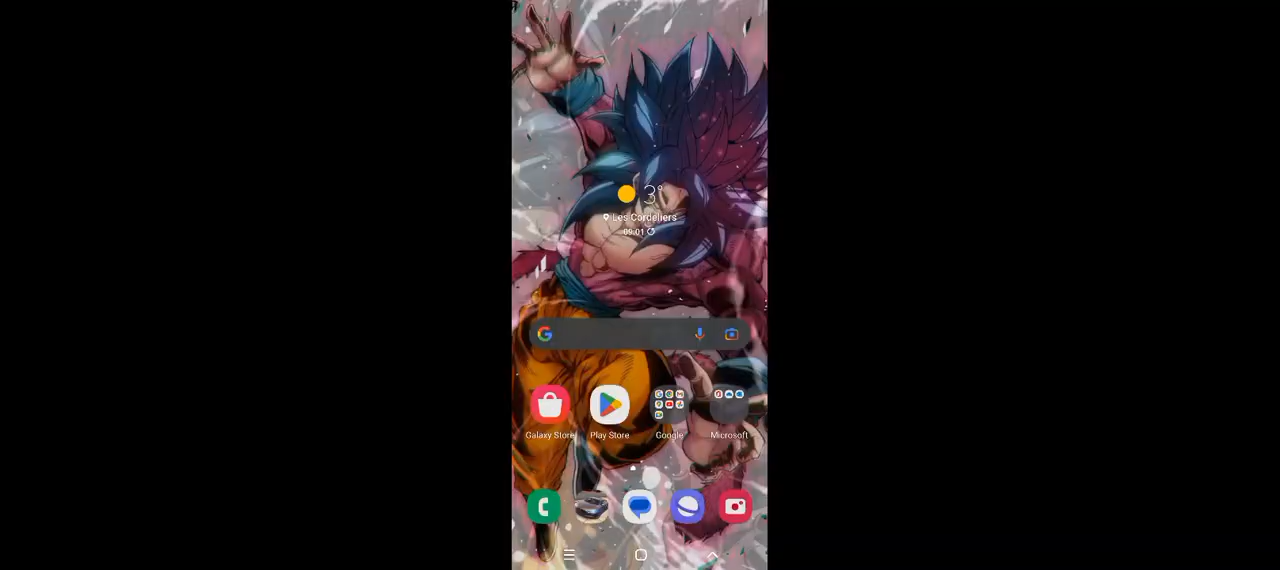 3°
Les Cordeliers
09:01
Galaxy Store
Play Store
Google
Microsoft